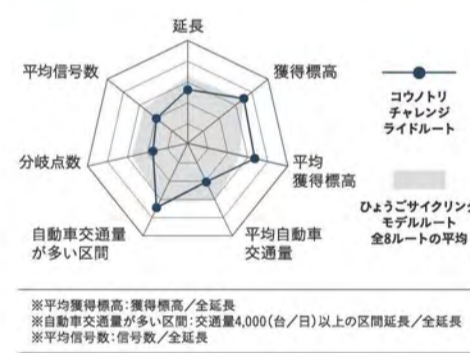 延長
平均信号数
獲得標高
分岐点数
平均
獲得標高
自動車交通量
が多い区間
平均自動車
交通量
コウノトリ
チャレンジ
ライドルート
ひょうごサイクリング
モデルルート
全8ルートの平均
※平均獲得標高:獲得標高/全延長
※自動車交通量が多い区間:交通量4,000(台/日)以上の区間延長/全延長
※平均信号数:信号数/全延長